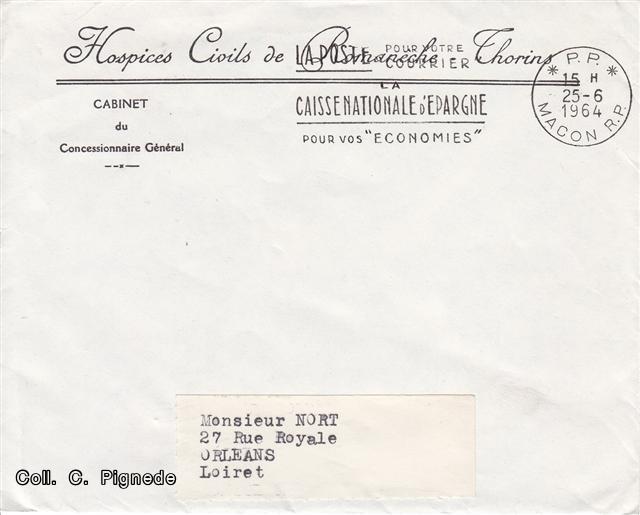 Hospices Civils de Romanèche - Thorins
LA POSTE POUR VOTRE COURRIER
LA
CAISSE NATIONALE D'EPARGNE
POUR VOS "ECONOMIES"
* P.P. *
15 H
25-6
1964
MACON R.P.
CABINET
du
Concessionnaire Général
Monsieur NORT
27 Rue Royale
ORLEANS
Loiret
Coll. C. Pignede